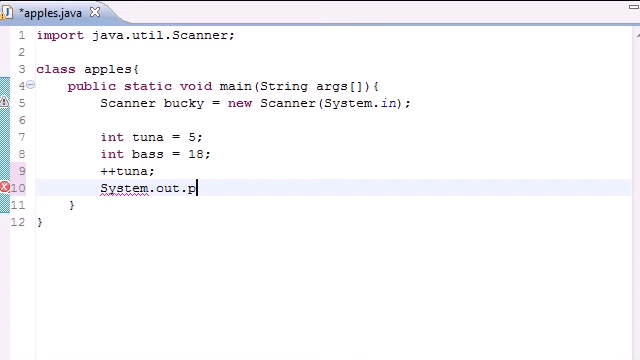 *apples.java
1 import java.util.Scanner;
2
3 class apples{
4 public static void main(String args[]){
5 Scanner bucky = new Scanner(System.in);
6
7 int tuna = 5;
8 int bass = 18;
9 ++tuna;
10 System.out.p
11 }
12 }